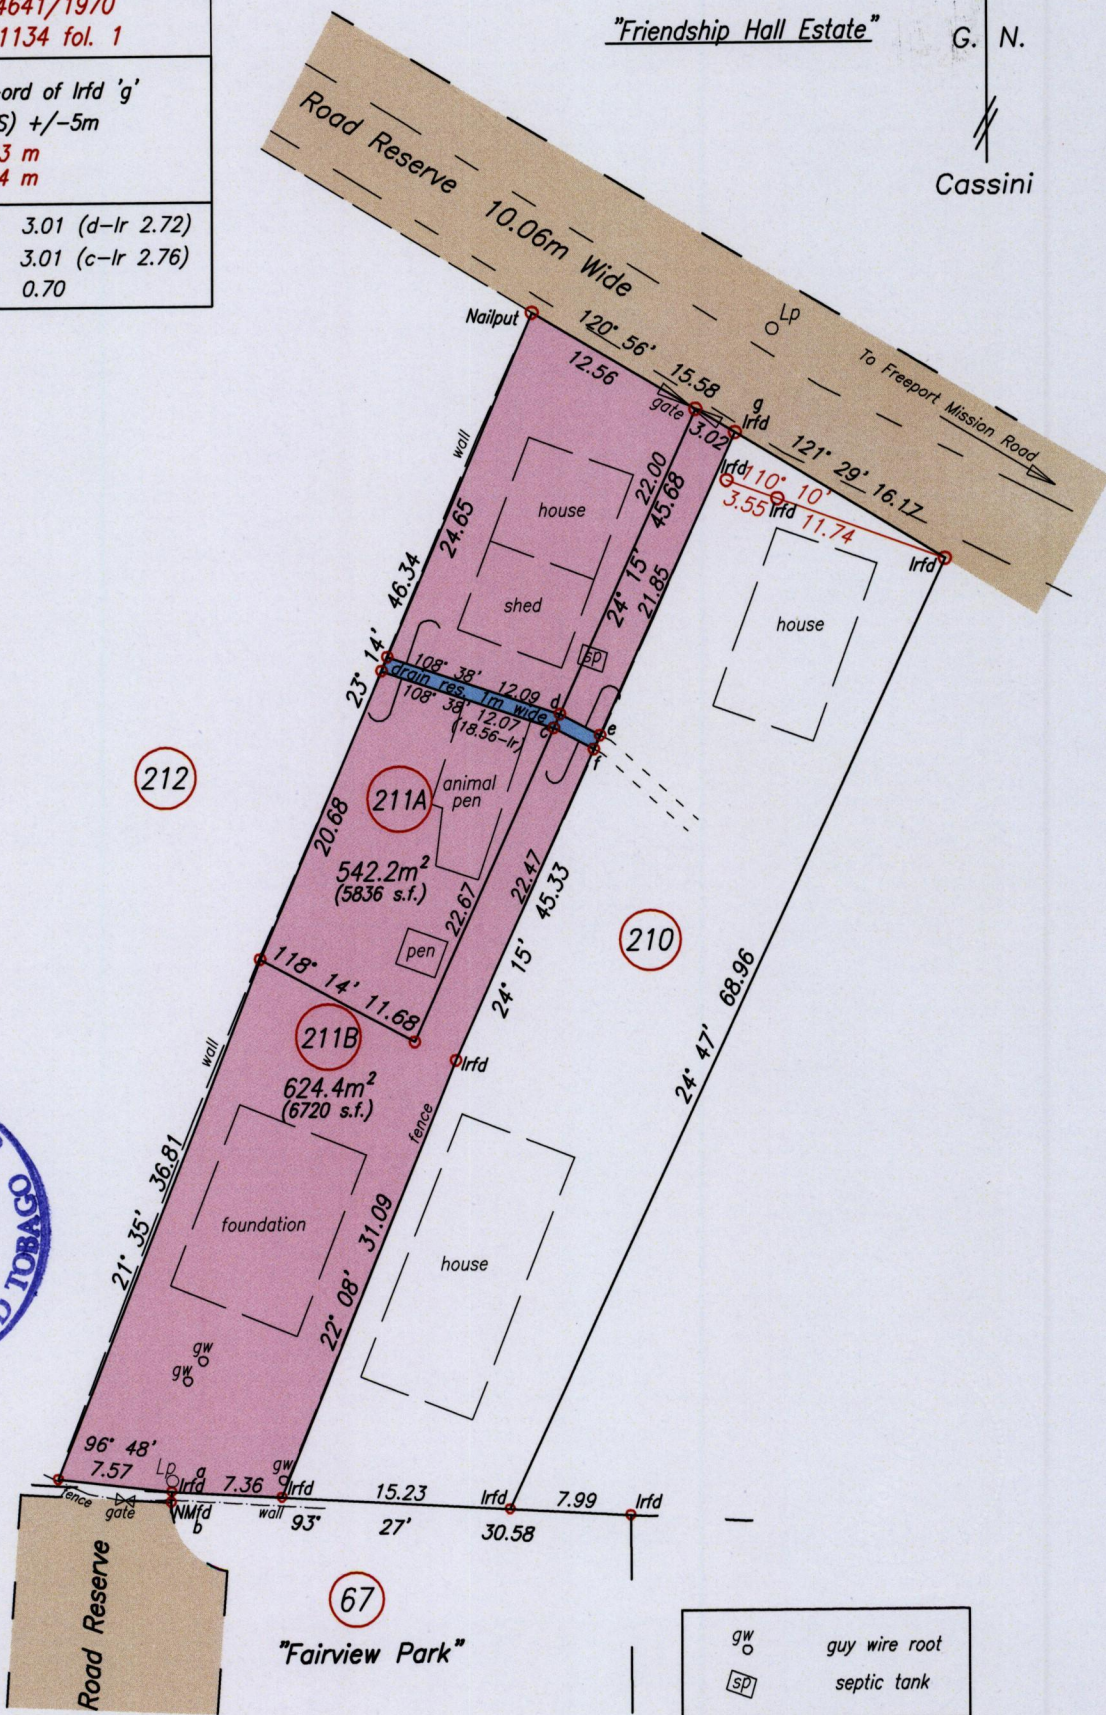 4641/1970
1134 fol. 1
ord of Irfd 'g'
S) +/-5m
3 m
4 m
3.01 (d-Ir 2.72)
3.01 (c-Ir 2.76)
0.70
"Friendship Hall Estate"
G. N.
Cassini
Road Reserve 10.06m Wide
Lp
To Freeport Mission Road
Nailput
120° 56'
15.58
12.56
gate
3.02
g
Irfd
121° 29' 16.17
Irfd
110° 10'
3.55
Irfd
11.74
Irfd
wall
house
shed
22.00
45.68
24° 15'
21.85
house
24.65
46.34
23° 14'
sp
108° 38' 12.09
d
drain res. 1m wide
108° 38' 12.07
(18.56-Ir)
c
e
f
212
211A
animal
pen
20.68
542.2m²
(5836 s.f.)
22.67
22.47
45.33
24° 15'
pen
210
118° 14' 11.68
211B
624.4m²
(6720 s.f.)
Irfd
wall
fence
68.96
24° 47'
36.81
21° 35'
foundation
31.09
22° 08'
house
TOBAGO
gw
gw
96° 48'
7.57
Lp
a
Irfd
gw
7.36
Irfd
15.23
Irfd
7.99
Irfd
fence
gate
NMfd
b
wall
93° 27' 30.58
Road Reserve
67
"Fairview Park"
gw guy wire root
sp septic tank